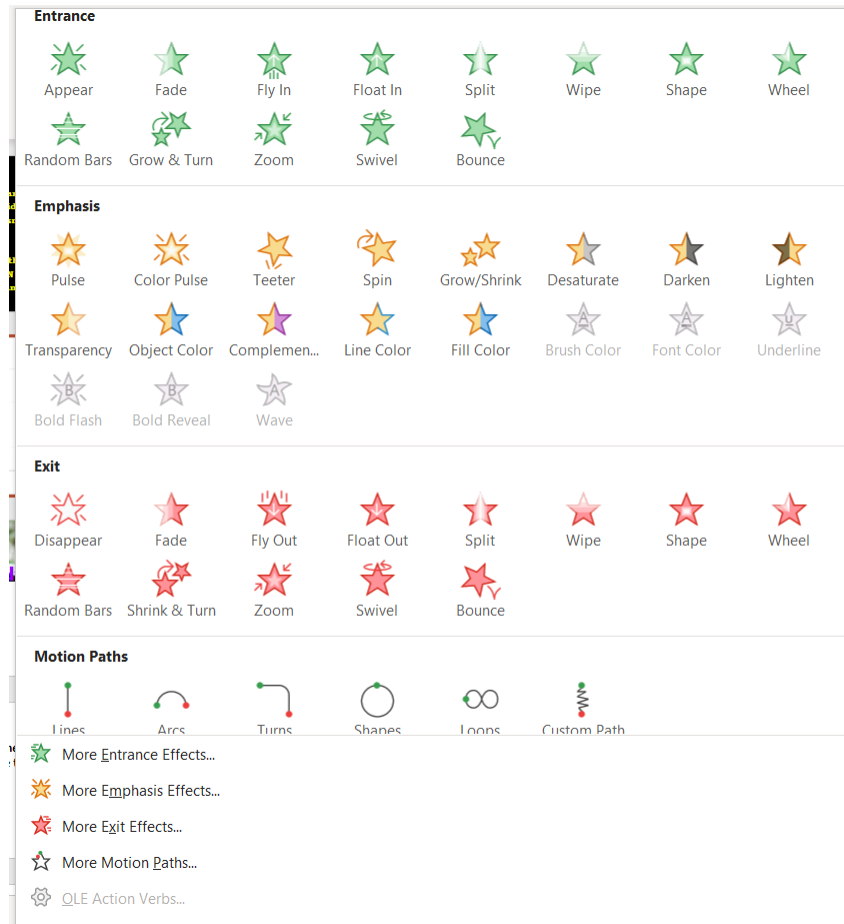 Entrance
Appear Fade Fly In Float In Split Wipe Shape Wheel
Random Bars Grow & Turn Zoom Swivel Bounce
Emphasis
Pulse Color Pulse Teeter Spin Grow/Shrink Desaturate Darken Lighten
Transparency Object Color Complemen... Line Color Fill Color Brush Color Font Color Underline
Bold Flash Bold Reveal Wave
Exit
Disappear Fade Fly Out Float Out Split Wipe Shape Wheel
Random Bars Shrink & Turn Zoom Swivel Bounce
Motion Paths
Lines Arcs Turns Shapes Loops Custom Path
More Entrance Effects...
More Emphasis Effects...
More Exit Effects...
More Motion Paths...
OLE Action Verbs...